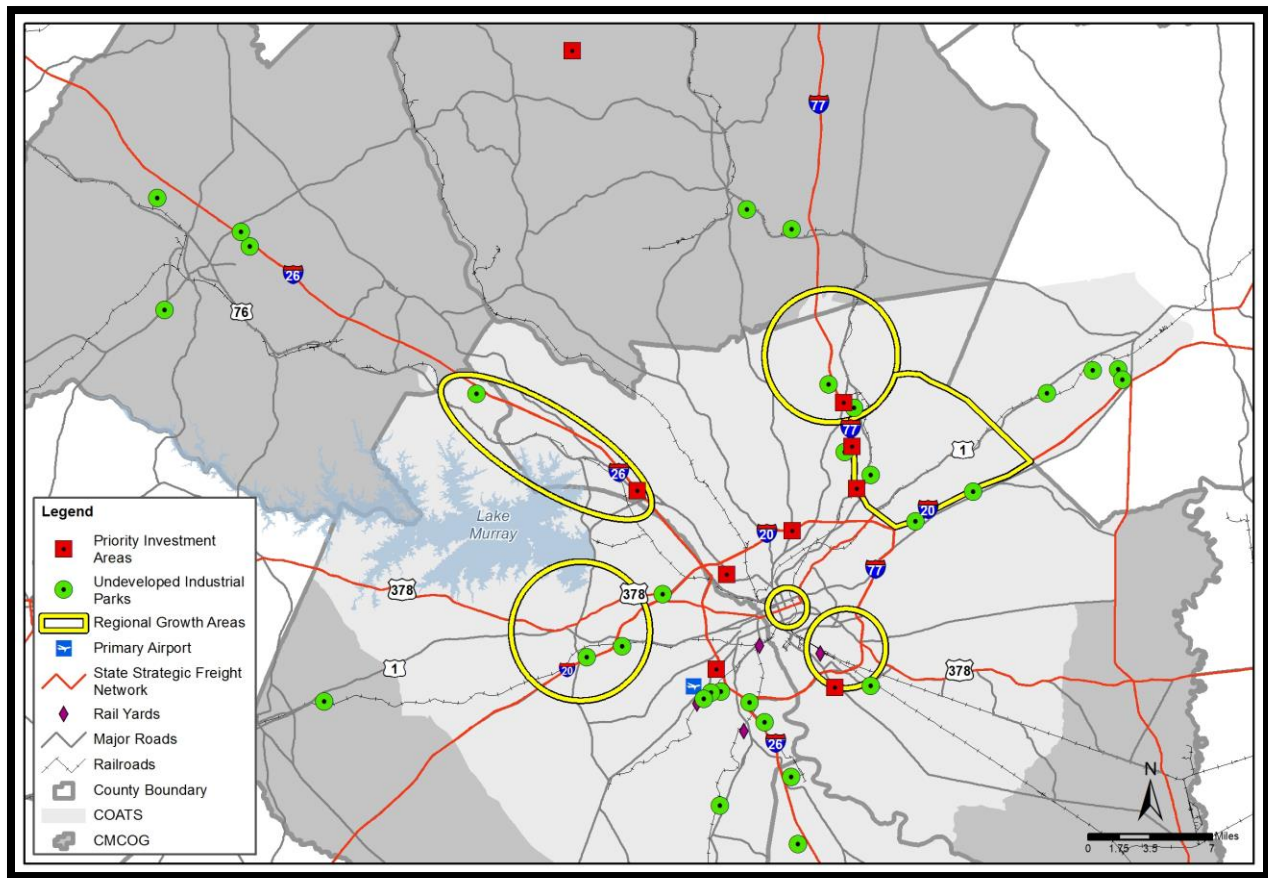 77
26
76
77
1
26
20
Lake
Murray
20
77
378
378
1
20
378
26
N
Miles
0 1.75 3.5 7
Legend
Priority Investment
Areas
Undeveloped Industrial
Parks
Regional Growth Areas
Primary Airport
State Strategic Freight
Network
Rail Yards
Major Roads
Railroads
County Boundary
COATS
CMCOG